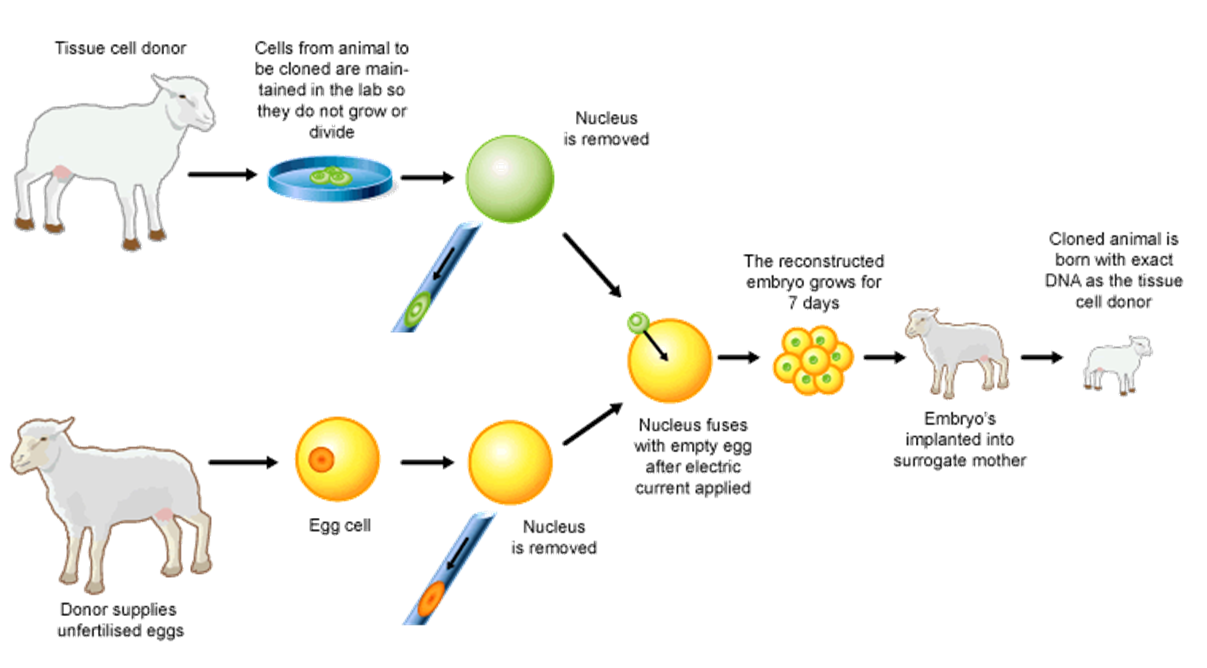 Tissue cell donor
Cells from animal to
be cloned are main-
tained in the lab so
they do not grow or
divide
Nucleus
is removed
Donor supplies
unfertilised eggs
Egg cell
Nucleus
is removed
Nucleus fuses
with empty egg
after electric
current applied
The reconstructed
embryo grows for
7 days
Embryo's
implanted into
surrogate mother
Cloned animal is
born with exact
DNA as the tissue
cell donor